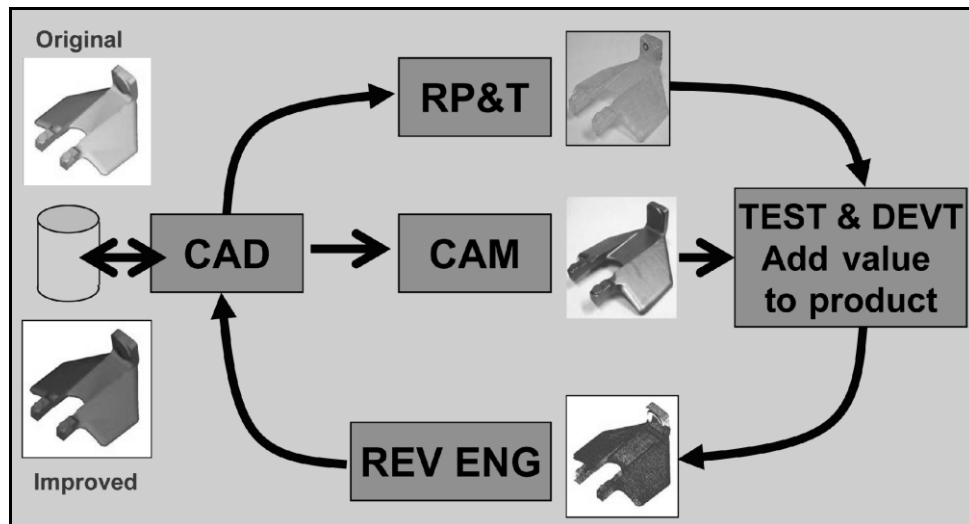 Original
RP&T
CAD
CAM
TEST & DEVT
Add value
to product
REV ENG
Improved